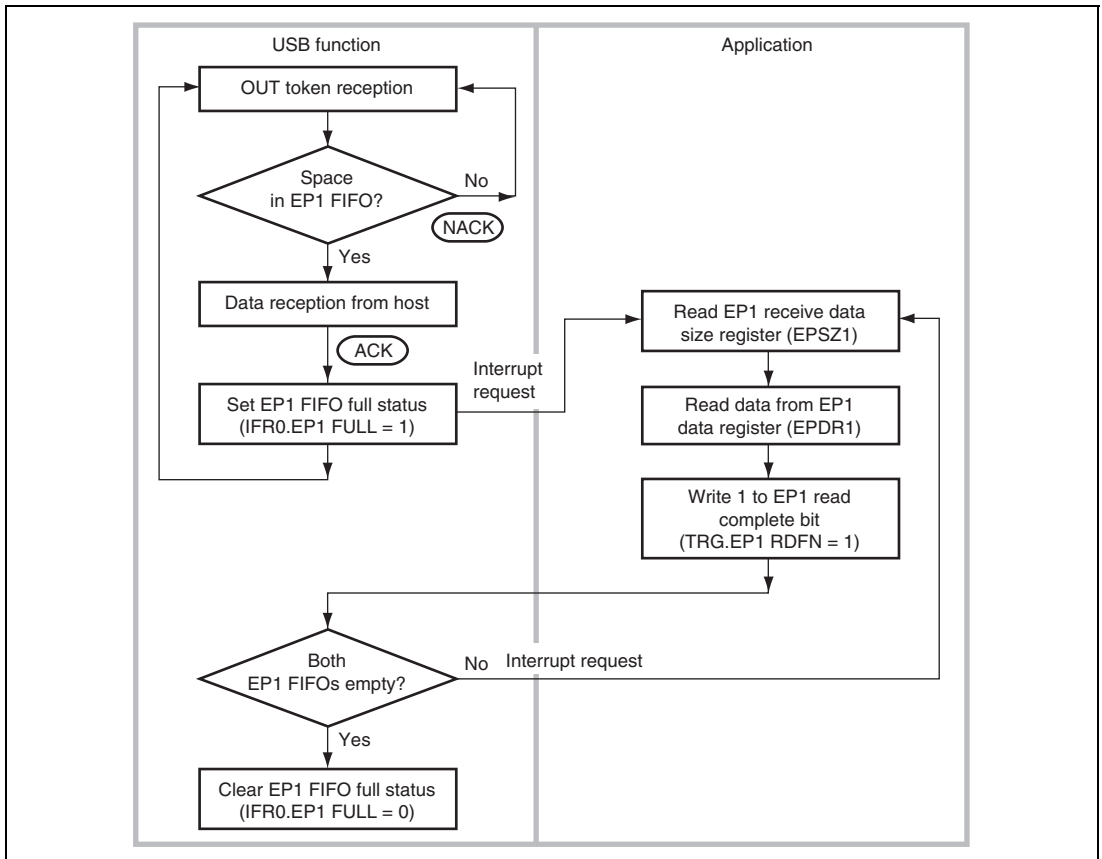 USB function
Application
OUT token reception
Space
in EP1 FIFO?
No
NACK
Yes
Data reception from host
ACK
Set EP1 FIFO full status
(IFR0.EP1 FULL = 1)
Interrupt
request
Read EP1 receive data
size register (EPSZ1)
Read data from EP1
data register (EPDR1)
Write 1 to EP1 read
complete bit
(TRG.EP1 RDFN = 1)
Both
EP1 FIFOs empty?
No Interrupt request
Yes
Clear EP1 FIFO full status
(IFR0.EP1 FULL = 0)